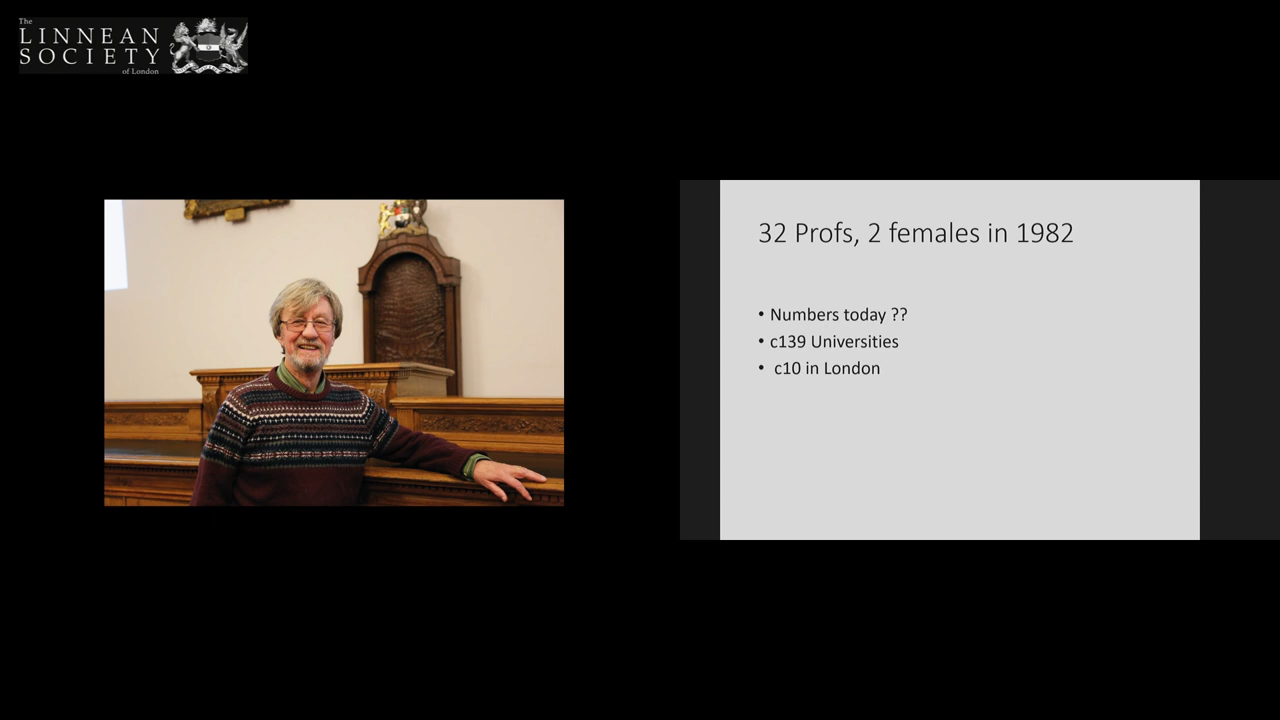 The
LINNEAN
SOCIETY
of London
32 Profs, 2 females in 1982
• Numbers today ??
• c139 Universities
• c10 in London